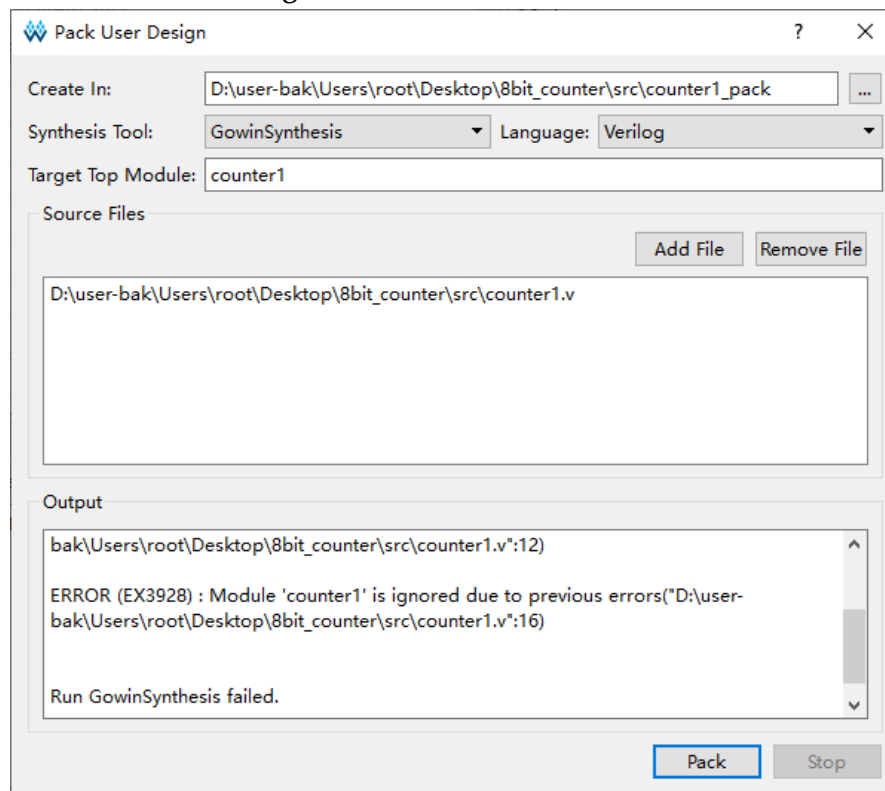 Pack User Design ?
Create In: D:\user-bak\Users\root\Desktop\8bit_counter\src\counter1_pack ...
Synthesis Tool: GowinSynthesis Language: Verilog
Target Top Module: counter1
Source Files
Add File Remove File
D:\user-bak\Users\root\Desktop\8bit_counter\src\counter1.v
Output
bak\Users\root\Desktop\8bit_counter\src\counter1.v":12)
ERROR (EX3928) : Module 'counter1' is ignored due to previous errors("D:\user-
bak\Users\root\Desktop\8bit_counter\src\counter1.v":16)
Run GowinSynthesis failed.
Pack Stop